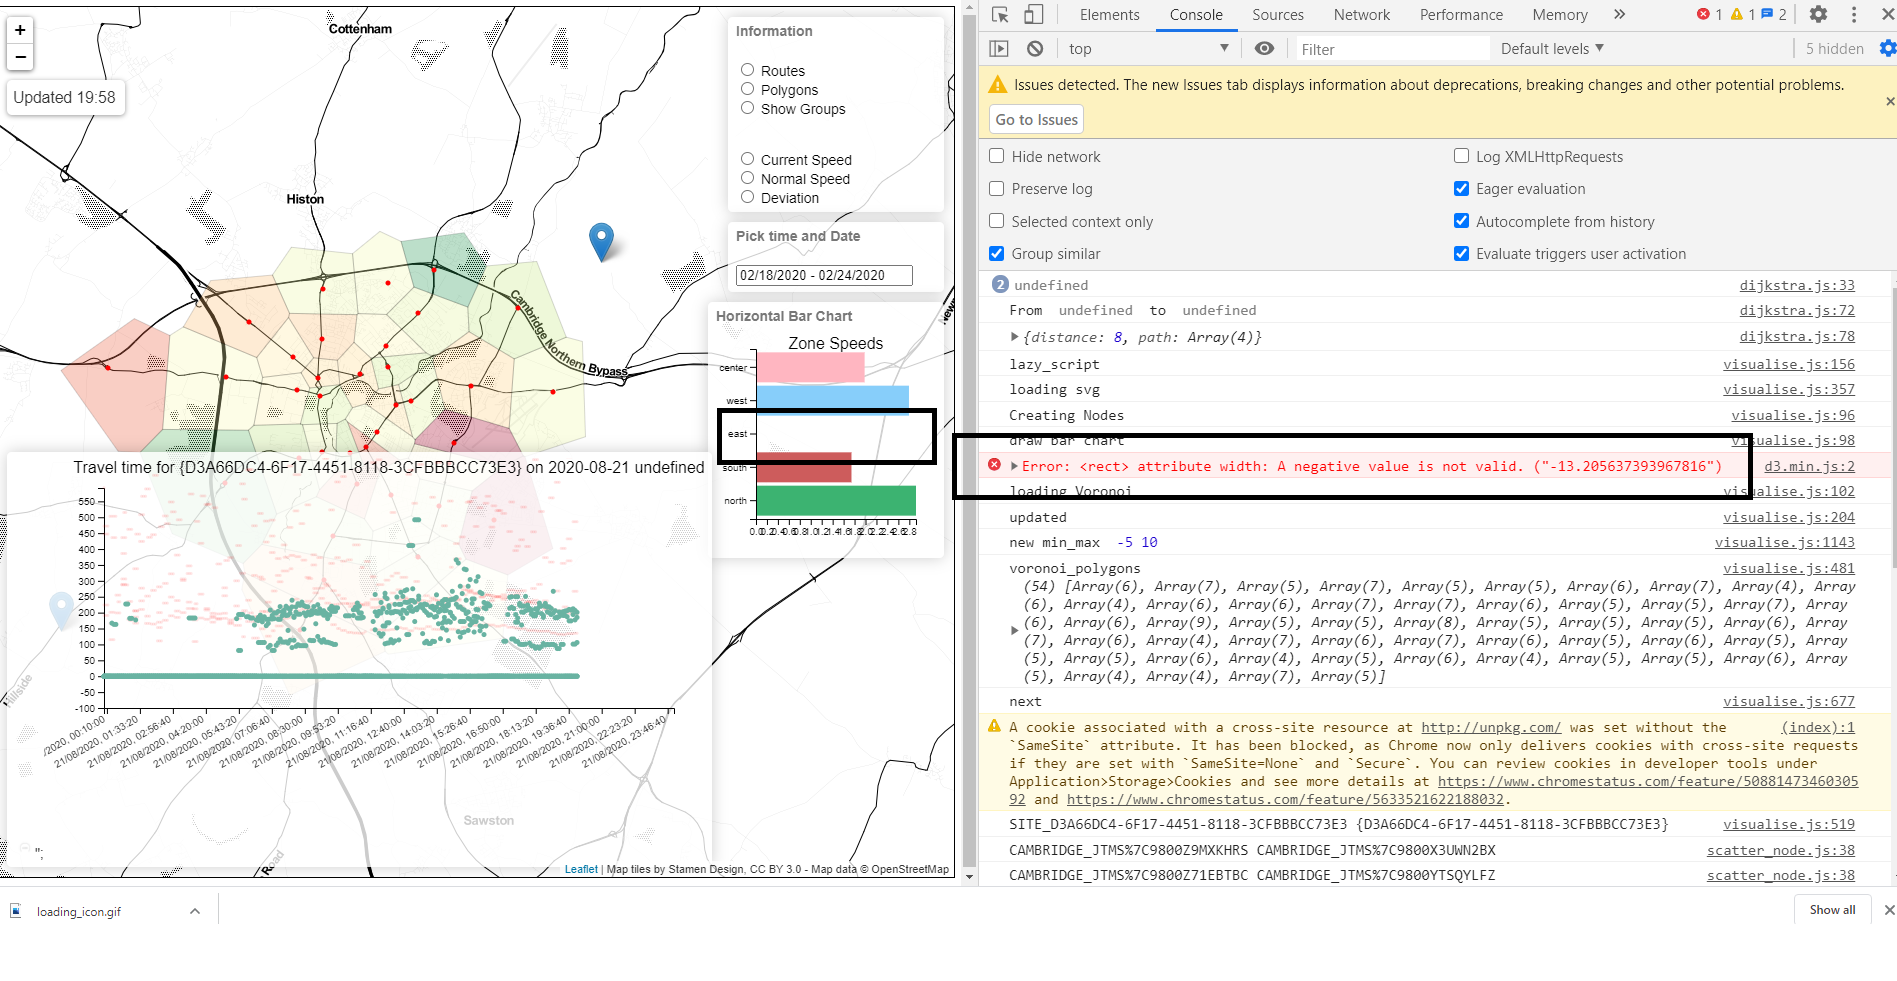 Cottenham
+
−
Updated 19:58
Histon
Cambridge Northern Bypass
Information
Routes
Polygons
Show Groups
Current Speed
Normal Speed
Deviation
Pick time and Date
02/18/2020 - 02/24/2020
Horizontal Bar Chart
Zone Speeds
center
west
east
south
north
0.0 0.2 0.4 0.6 0.8 1.0 1.2 1.4 1.6 1.8 2.0 2.2 2.4 2.6 2.8
Travel time for {D3A66DC4-6F17-4451-8118-3CFBBBCC73E3} on 2020-08-21 undefined
550
500
450
400
350
300
250
200
150
100
50
0
-50
-100
/2020, 00:10:00
21/08/2020, 01:33:20
21/08/2020, 02:56:40
21/08/2020, 04:20:00
21/08/2020, 05:43:20
21/08/2020, 07:06:40
21/08/2020, 08:30:00
21/08/2020, 09:53:20
21/08/2020, 11:16:40
21/08/2020, 12:40:00
21/08/2020, 14:03:20
21/08/2020, 15:26:40
21/08/2020, 16:50:00
21/08/2020, 18:13:20
21/08/2020, 19:36:40
21/08/2020, 21:00:00
21/08/2020, 22:23:20
21/08/2020, 23:46:40
Hillside
Sawston
Road
";
Leaflet | Map tiles by Stamen Design, CC BY 3.0 - Map data © OpenStreetMap
loading_icon.gif
Show all
Elements Console Sources Network Performance Memory » 1 1 2
top Filter Default levels 5 hidden
Issues detected. The new Issues tab displays information about deprecations, breaking changes and other potential problems.
Go to Issues
Hide network Log XMLHttpRequests
Preserve log Eager evaluation
Selected context only Autocomplete from history
Group similar Evaluate triggers user activation
2 undefined dijkstra.js:33
From undefined to undefined dijkstra.js:72
{distance: 8, path: Array(4)} dijkstra.js:78
lazy_script visualise.js:156
loading svg visualise.js:357
Creating Nodes visualise.js:96
draw bar chart visualise.js:98
Error: <rect> attribute width: A negative value is not valid. ("-13.205637393967816") d3.min.js:2
loading Voronoi visualise.js:102
updated visualise.js:204
new min_max -5 10 visualise.js:1143
voronoi_polygons visualise.js:481
(54) [Array(6), Array(7), Array(5), Array(7), Array(5), Array(5), Array(6), Array(7), Array(4), Array
(6), Array(4), Array(6), Array(6), Array(7), Array(7), Array(6), Array(5), Array(5), Array(7), Array
(6), Array(6), Array(9), Array(5), Array(5), Array(8), Array(5), Array(5), Array(6), Array(6), Array
(7), Array(6), Array(4), Array(7), Array(6), Array(7), Array(6), Array(5), Array(6), Array(5), Array
(5), Array(5), Array(6), Array(4), Array(5), Array(6), Array(4), Array(5), Array(5), Array(6), Array
(5), Array(4), Array(4), Array(7), Array(5)]
next visualise.js:677
A cookie associated with a cross-site resource at http://unpkg.com/ was set without the (index):1
`SameSite` attribute. It has been blocked, as Chrome now only delivers cookies with cross-site requests
if they are set with `SameSite=None` and `Secure`. You can review cookies in developer tools under
Application>Storage>Cookies and see more details at https://www.chromestatus.com/feature/50881473460305
92 and https://www.chromestatus.com/feature/5633521622188032.
SITE_D3A66DC4-6F17-4451-8118-3CFBBBCC73E3 {D3A66DC4-6F17-4451-8118-3CFBBBCC73E3} visualise.js:519
CAMBRIDGE_JTMS%7C9800Z9MXKHRS CAMBRIDGE_JTMS%7C9800X3UWN2BX scatter_node.js:38
CAMBRIDGE_JTMS%7C9800Z71EBTBC CAMBRIDGE_JTMS%7C9800YTSQYLFZ scatter_node.js:38